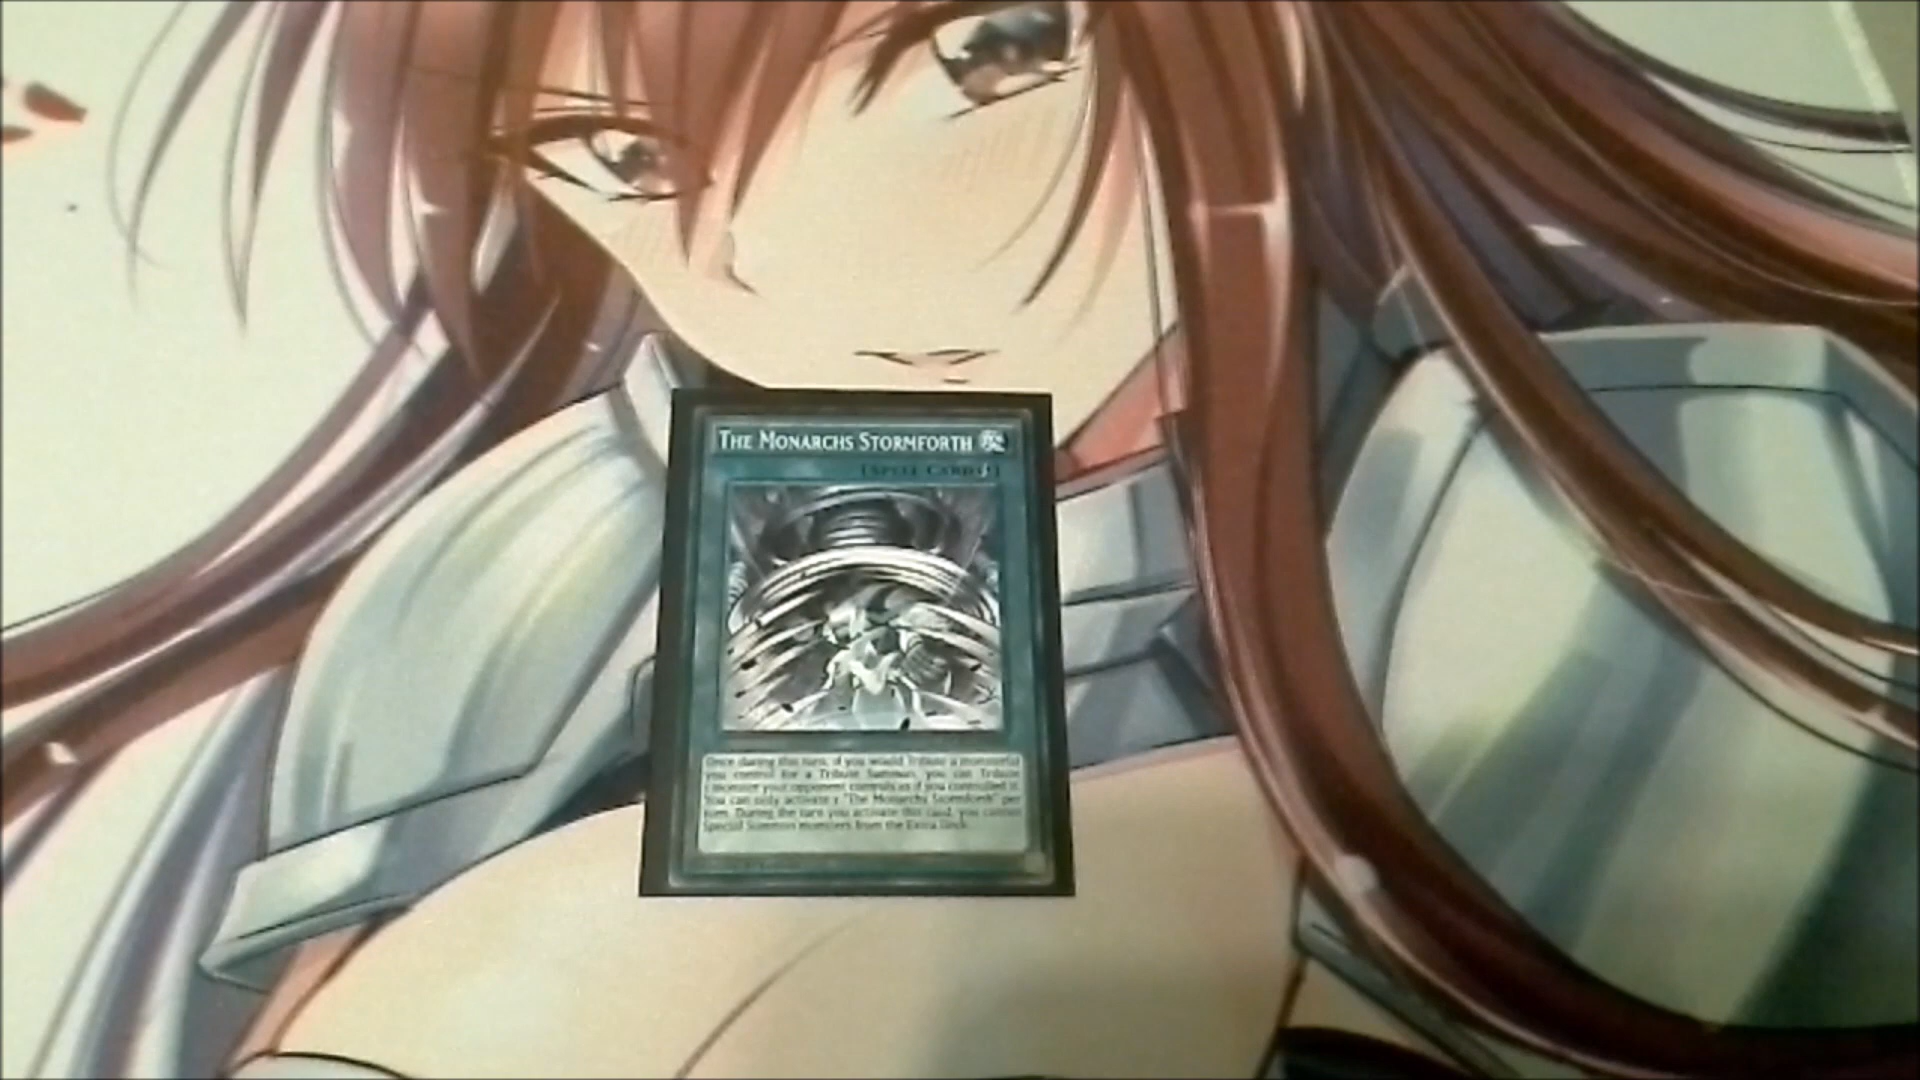 THE MONARCHS STORMFORTH
[SPELL CARD]
Once during this turn, if you would Tribute a monster
you control for a Tribute Summon, you can Tribute
1 monster your opponent controls as if you controlled it.
You can only activate 1 "The Monarchs Stormforth" per
turn. During the turn you activate this card, you cannot
Special Summon monsters from the Extra Deck.